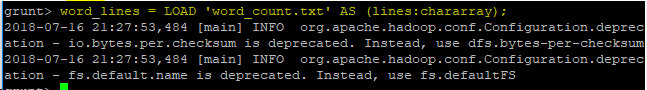 grunt> word_lines = LOAD 'word_count.txt' AS (lines:chararray);
2018-07-16 21:27:53,484 [main] INFO  org.apache.hadoop.conf.Configuration.deprec
ation - io.bytes.per.checksum is deprecated. Instead, use dfs.bytes-per-checksum
2018-07-16 21:27:53,484 [main] INFO  org.apache.hadoop.conf.Configuration.deprec
ation - fs.default.name is deprecated. Instead, use fs.defaultFS
grunt>